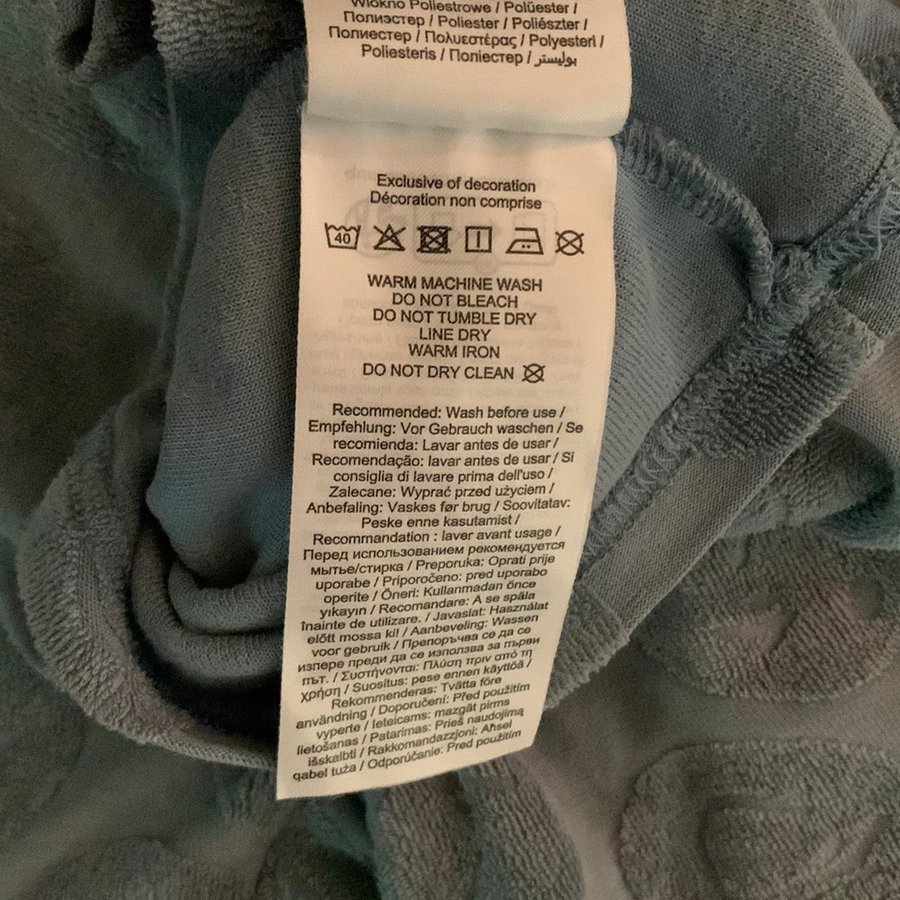 Włókno Poliestrowe / Polüester /
Полиэстер / Poliester / Poliészter /
Полиестер / Πολυεστέρας / Polyesteri /
Poliesteris / Поліестер / بوليستر
Exclusive of decoration
Décoration non comprise
40
WARM MACHINE WASH
DO NOT BLEACH
DO NOT TUMBLE DRY
LINE DRY
WARM IRON
DO NOT DRY CLEAN
Recommended: Wash before use /
Empfehlung: Vor Gebrauch waschen / Se
recomienda: Lavar antes de usar /
Recomendação: lavar antes de usar / Si
consiglia di lavare prima dell'uso /
Zalecane: Wyprać przed użyciem /
Anbefaling: Vaskes før brug / Soovitatav:
Peske enne kasutamist /
Recommandation : laver avant usage /
Перед использованием рекомендуется
мытье/стирка / Preporuka: Oprati prije
uporabe / Priporočeno: pred uporabo
operite / Öneri: Kullanmadan önce
yıkayın / Recomandare: A se spăla
înainte de utilizare. / Javaslat: Használat
előtt mossa ki! / Aanbeveling: Wassen
voor gebruik / Препоръчва се да се
изпере преди да се използва за първи
път. / Συστήνονται: Πλύση πριν από τη
χρήση / Suositus: pese ennen käyttöä /
Rekommenderas: Tvätta före
användning / Doporučení: Před použitím
vyperte / Ieteicams: mazgāt pirms
lietošanas / Patarimas: Prieš naudojimą
išskalbti / Rakkomandazzjoni: Aħsel
qabel tuża / Odporúčanie: Pred použitím